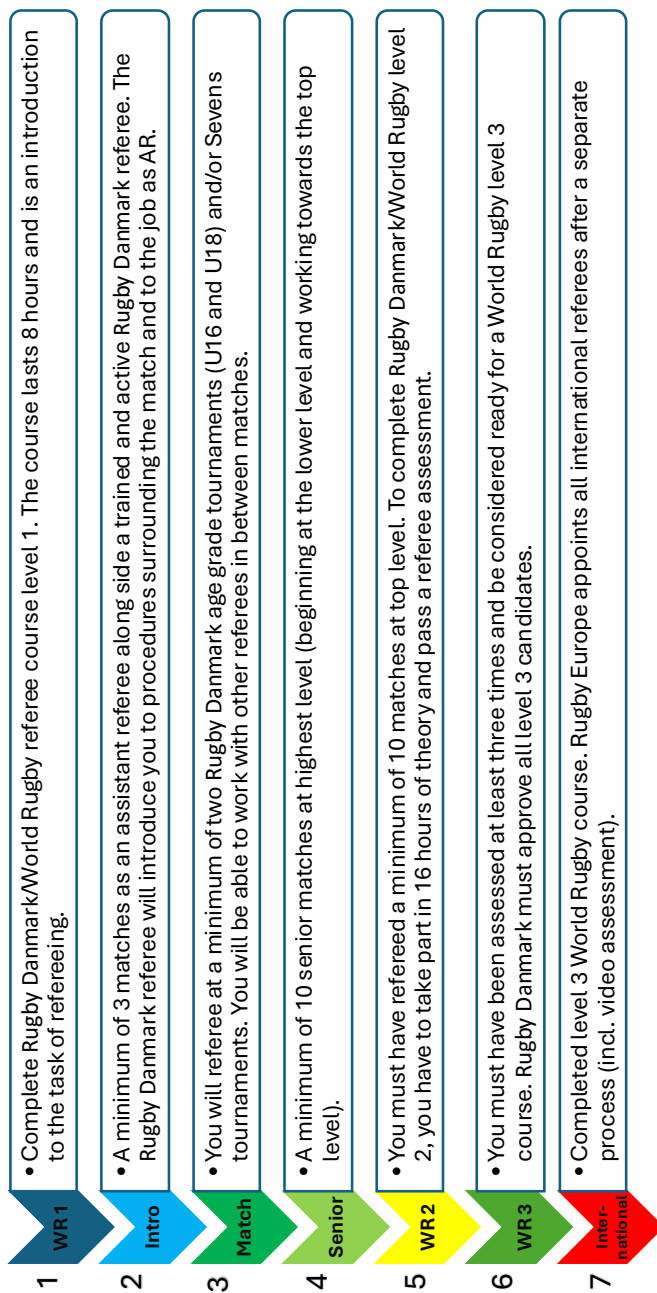 1
WR1
• Complete Rugby Danmark/World Rugby referee course level 1. The course lasts 8 hours and is an introduction
to the task of refereeing.
2
Intro
• A minimum of 3 matches as an assistant referee along side a trained and active Rugby Danmark referee. The
Rugby Danmark referee will introduce you to procedures surrounding the match and to the job as AR.
3
Match
• You will referee at a minimum of two Rugby Danmark age grade tournaments (U16 and U18) and/or Sevens
tournaments. You will be able to work with other referees in between matches.
4
Senior
• A minimum of 10 senior matches at highest level (beginning at the lower level and working towards the top
level).
5
WR2
• You must have refereed a minimum of 10 matches at top level. To complete Rugby Danmark/World Rugby level
2, you have to take part in 16 hours of theory and pass a referee assessment.
6
WR3
• You must have been assessed at least three times and be considered ready for a World Rugby level 3
course. Rugby Danmark must approve all level 3 candidates.
7
Inter-
national
• Completed level 3 World Rugby course. Rugby Europe appoints all international referees after a separate
process (incl. video assessment).